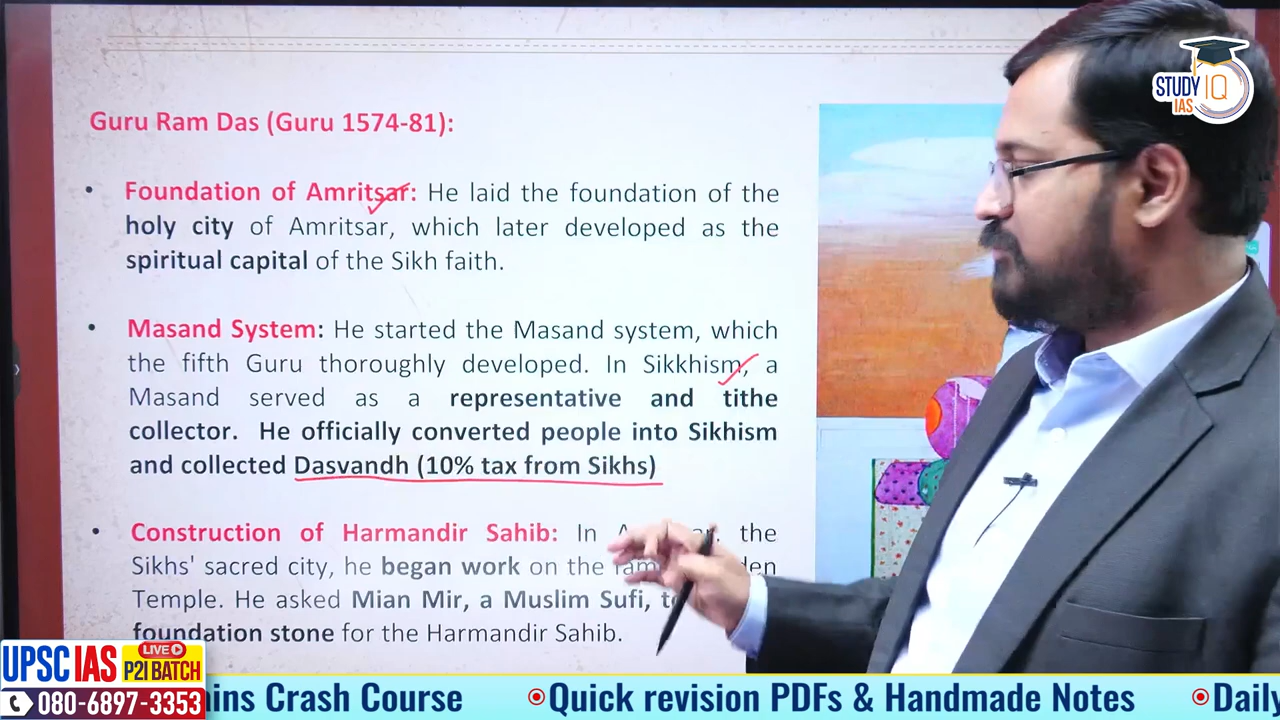 STUDY IQ
IAS
Guru Ram Das (Guru 1574-81):
• Foundation of Amritsar: He laid the foundation of the
holy city of Amritsar, which later developed as the
spiritual capital of the Sikh faith.
• Masand System: He started the Masand system, which
the fifth Guru thoroughly developed. In Sikkhism, a
Masand served as a representative and tithe
collector. He officially converted people into Sikhism
and collected Dasvandh (10% tax from Sikhs)
• Construction of Harmandir Sahib: In the
Sikhs' sacred city, he began work on the
Temple. He asked Mian Mir, a Muslim Sufi,
foundation stone for the Harmandir Sahib.
UPSC IAS LIVE
P2I BATCH
080-6897-3353
ains Crash Course Quick revision PDFs & Handmade Notes Daily